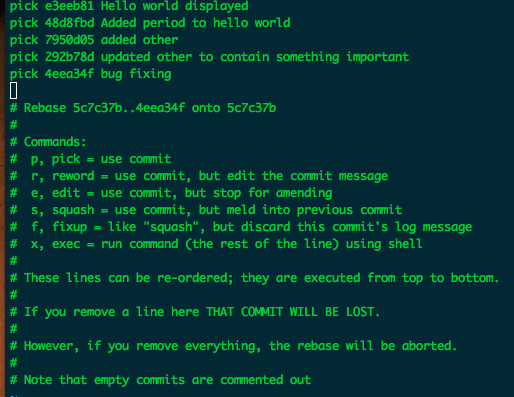 pick e3eeb81 Hello world displayed
pick 48d8fbd Added period to hello world
pick 7950d05 added other
pick 292b78d updated other to contain something important
pick 4eea34f bug fixing
# Rebase 5c7c37b..4eea34f onto 5c7c37b
#
# Commands:
#  p, pick = use commit
#  r, reword = use commit, but edit the commit message
#  e, edit = use commit, but stop for amending
#  s, squash = use commit, but meld into previous commit
#  f, fixup = like "squash", but discard this commit's log message
#  x, exec = run command (the rest of the line) using shell
#
# These lines can be re-ordered; they are executed from top to bottom.
#
# If you remove a line here THAT COMMIT WILL BE LOST.
#
# However, if you remove everything, the rebase will be aborted.
#
# Note that empty commits are commented out